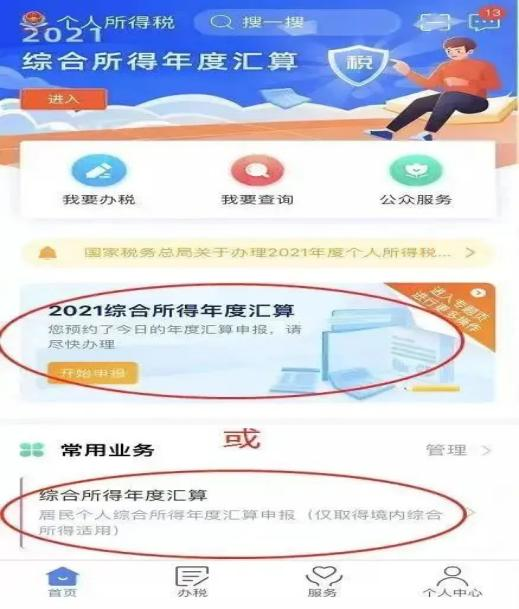 个人所得税
搜一搜
13
2021
综合所得年度汇算
税
进入
我要办税
我要查询
公众服务
国家税务总局关于办理2021年度个人所得税...
2021综合所得年度汇算
您预约了今日的年度汇算申报，请
尽快办理
开始申报
进入专题页
进行更多操作
或
常用业务
管理
综合所得年度汇算
居民个人综合所得年度汇算申报（仅取得境内综合
所得适用）
首页
办税
服务
个人中心